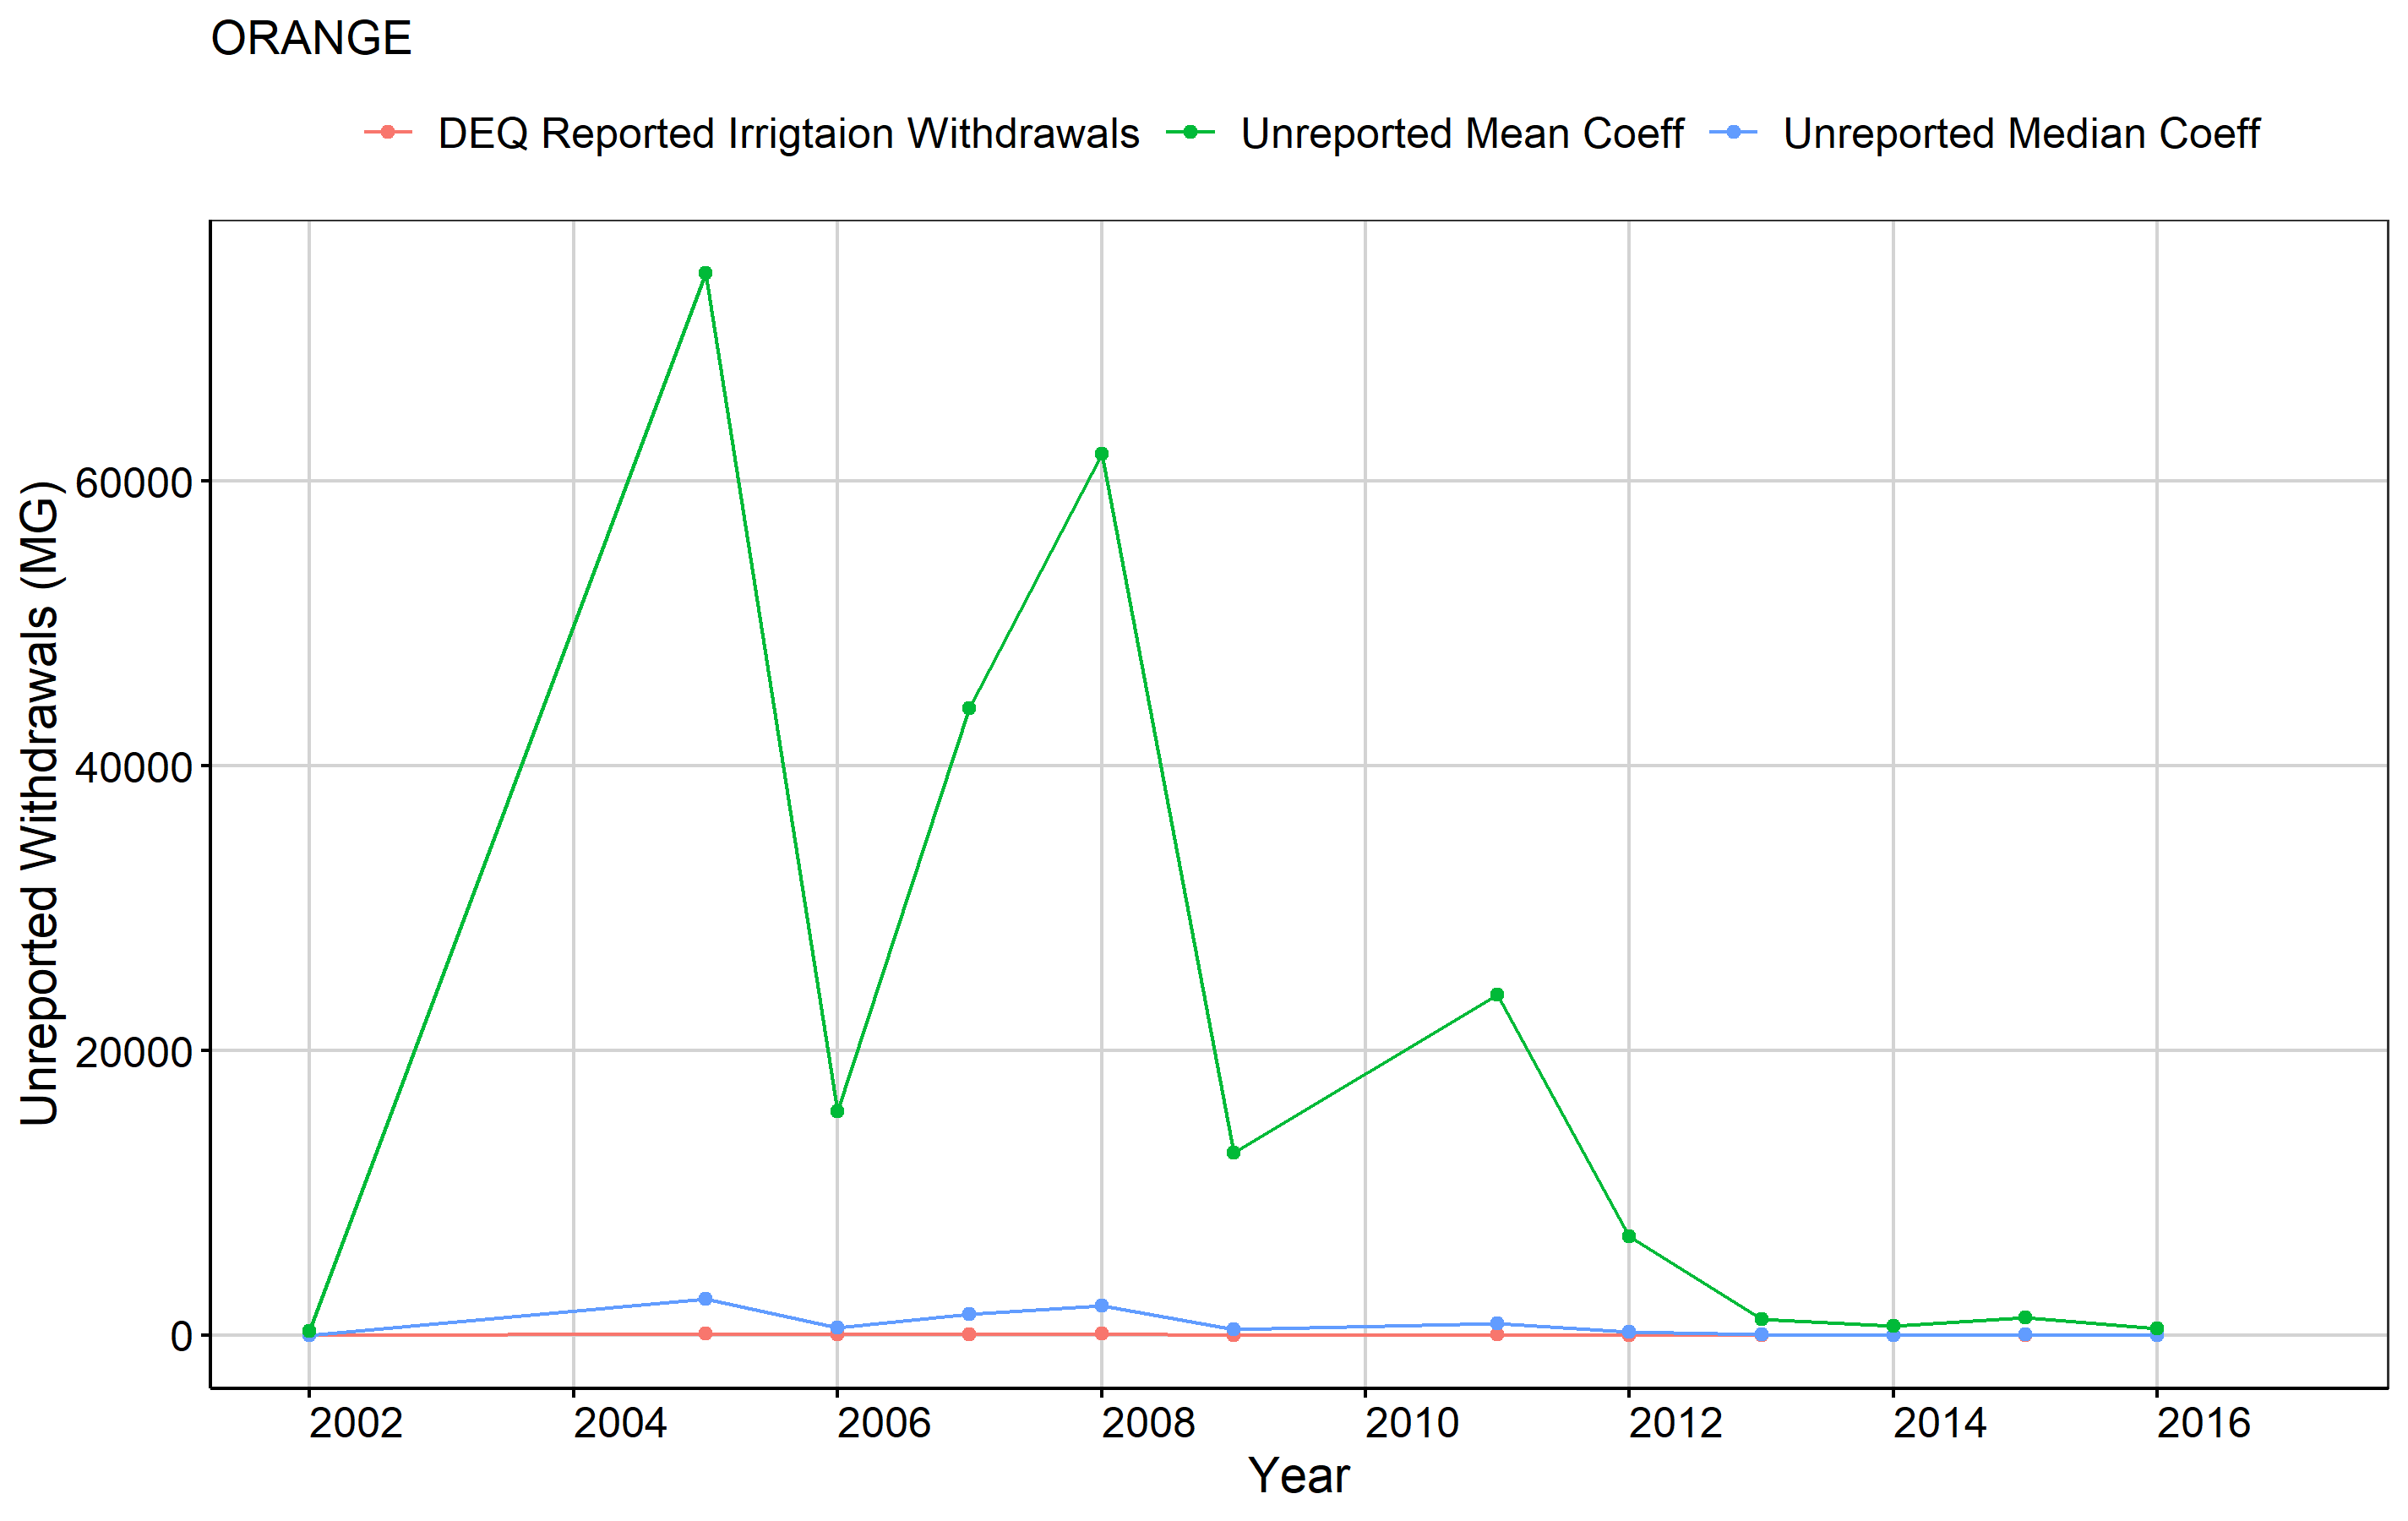 ORANGE
DEQ Reported Irrigtaion Withdrawals Unreported Mean Coeff Unreported Median Coeff
Unreported Withdrawals (MG)
60000
40000
20000
0
2002 2004 2006 2008 2010 2012 2014 2016
Year